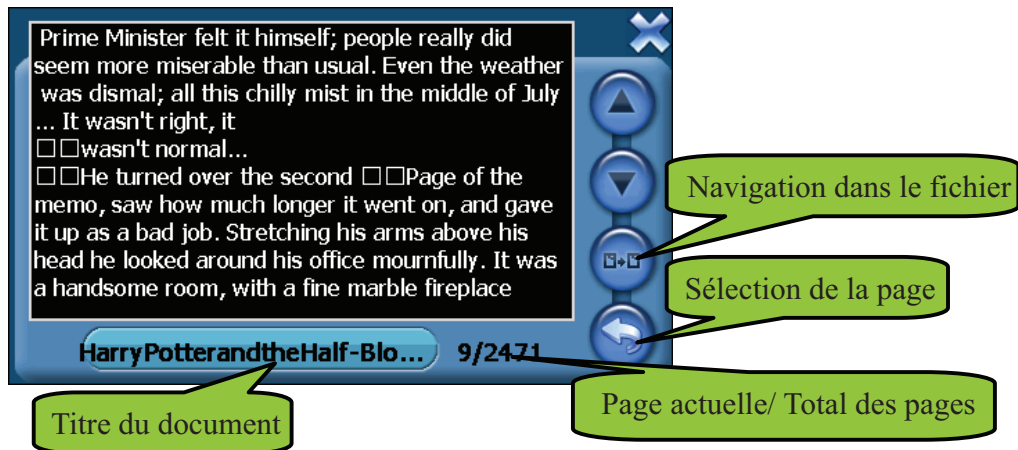 Prime Minister felt it himself; people really did
seem more miserable than usual. Even the weather
was dismal; all this chilly mist in the middle of July
... It wasn't right, it
□□wasn't normal...
□□He turned over the second □□Page of the
memo, saw how much longer it went on, and gave
it up as a bad job. Stretching his arms above his
head he looked around his office mournfully. It was
a handsome room, with a fine marble fireplace
Navigation dans le fichier
Sélection de la page
HarryPotterandtheHalf-Blo... 9/2471
Page actuelle/ Total des pages
Titre du document